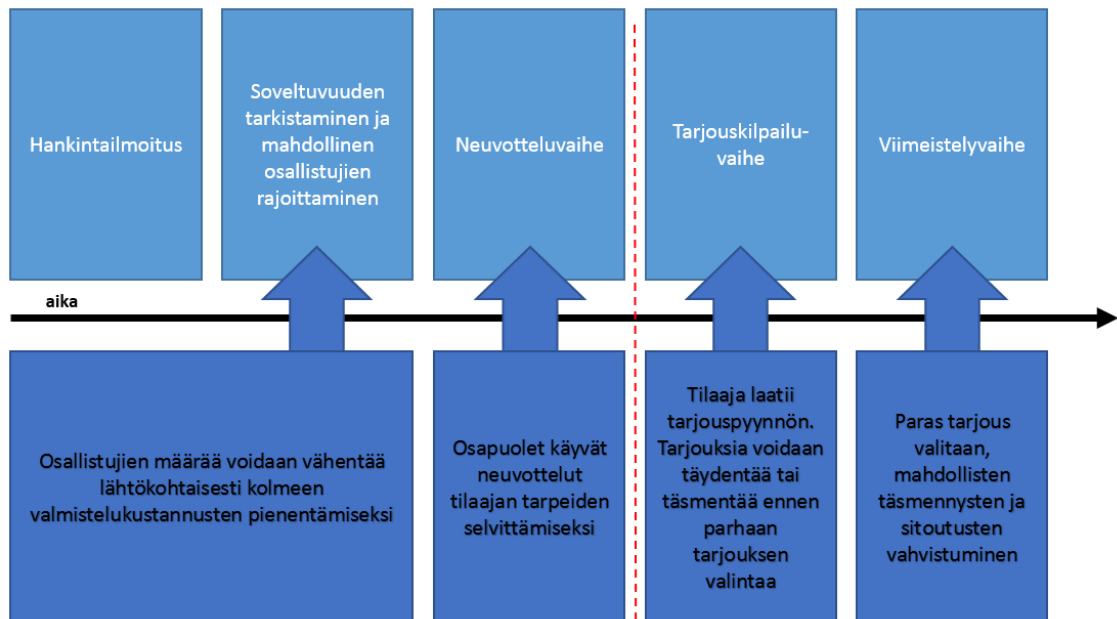 Hankintailmoitus
Soveltuvuuden
tarkistaminen ja
mahdollinen
osallistujien
rajoittaminen
Neuvotteluvaihe
Tarjouskilpailu-
vaihe
Viimeistelyvaihe
aika
Osallistujien määrää voidaan vähentää
lähtökohtaisesti kolmeen
valmistelukustannusten pienentämiseksi
Osapuolet käyvät
neuvottelut
tilaajan tarpeiden
selvittämiseksi
Tilaaja laatii
tarjouspyynnön.
Tarjouksia voidaan
täydentää tai
täsmentää ennen
parhaan
tarjouksen
valintaa
Paras tarjous
valitaan,
mahdollisten
täsmennysten ja
sitoutusten
vahvistuminen